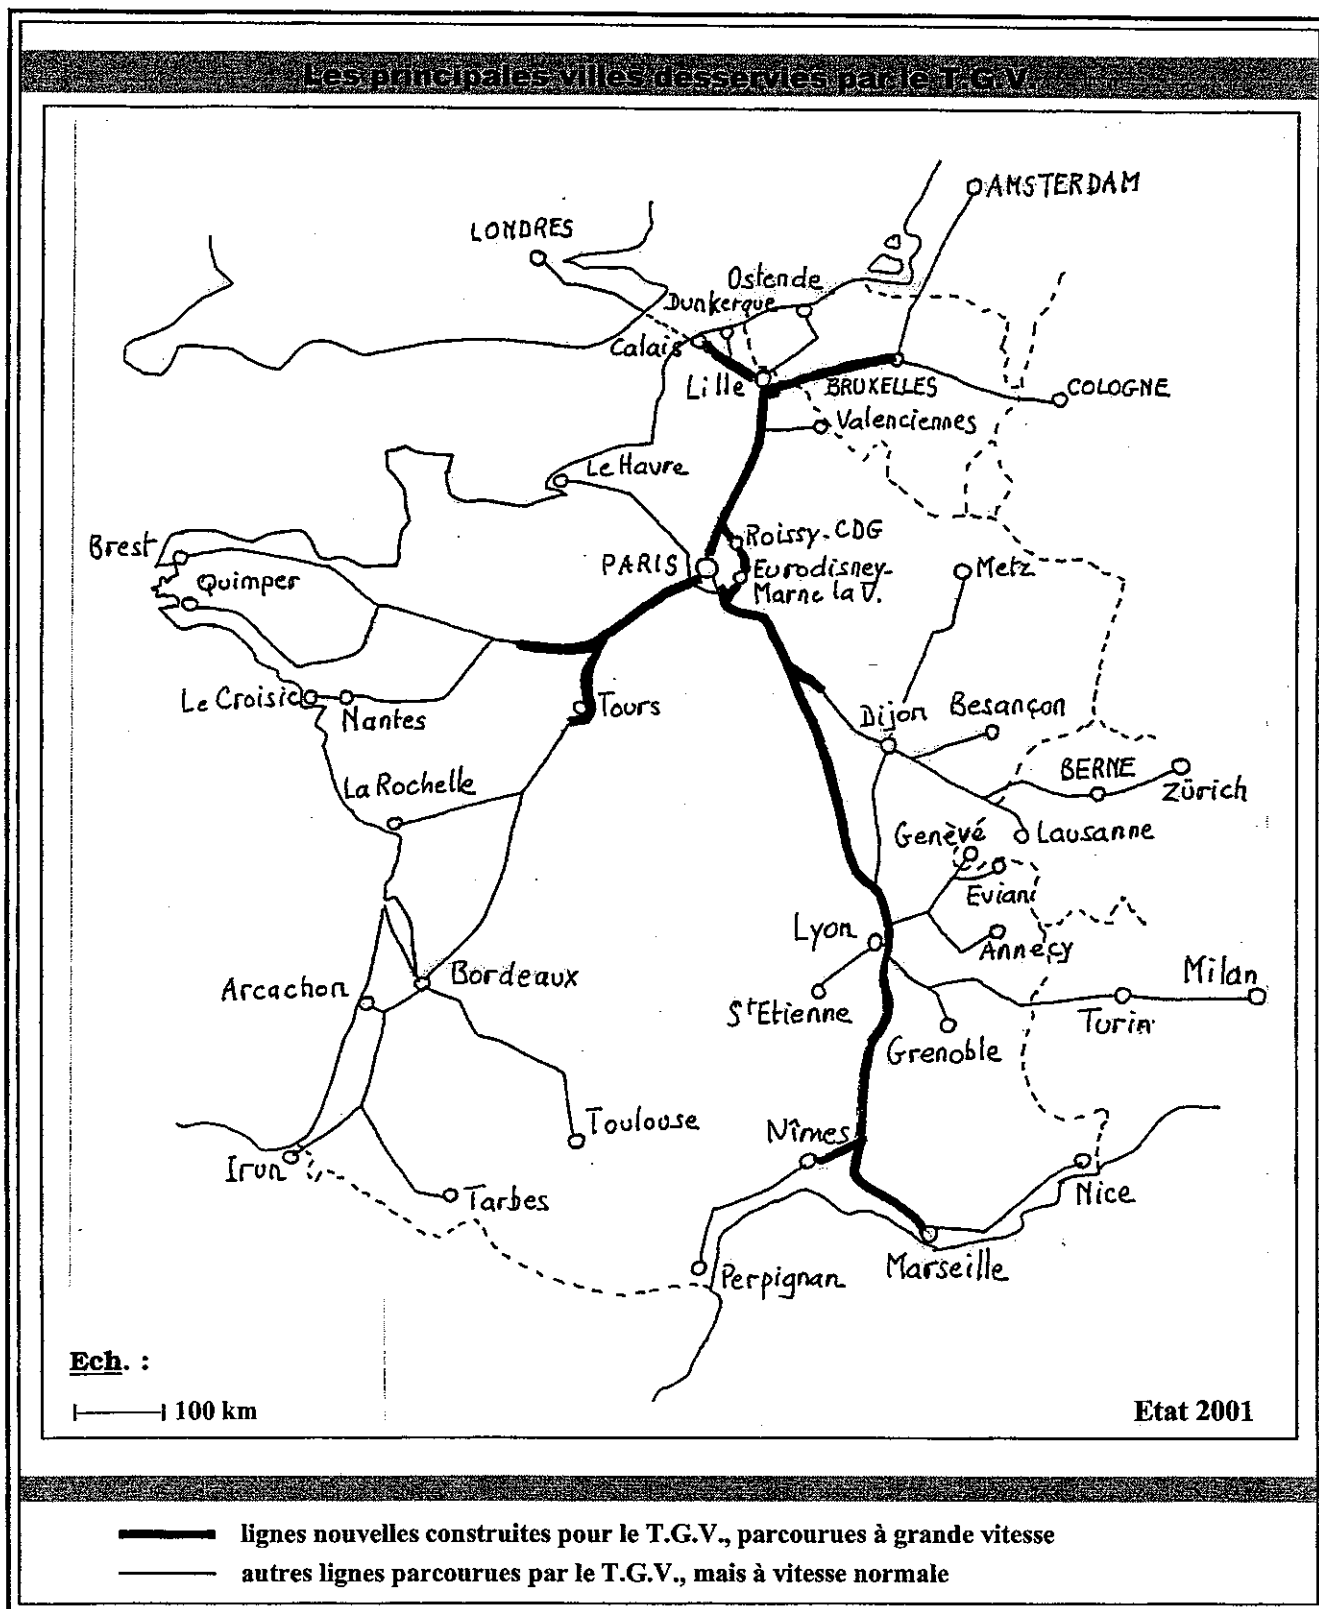 Les principales villes desservies par le T.G.V.
AMSTERDAM
LONDRES
Ostende
Dunkerque
Calais
Lille
BRUXELLES
COLOGNE
Valenciennes
Le Havre
Roissy-CDG
Brest
PARIS
Eurodisney-
Marne la V.
Metz
Quimper
Le Croisic
Nantes
Tours
Dijon
Besançon
La Rochelle
BERNE
Zürich
Genèvé
Lausanne
Evian
Lyon
Annecy
Arcachon
Bordeaux
Milan
St Etienne
Turin
Grenoble
Toulouse
Nîmes
Irun
Tarbes
Nice
Perpignan
Marseille
Ech. :
100 km
Etat 2001
lignes nouvelles construites pour le T.G.V., parcourues à grande vitesse
autres lignes parcourues par le T.G.V., mais à vitesse normale